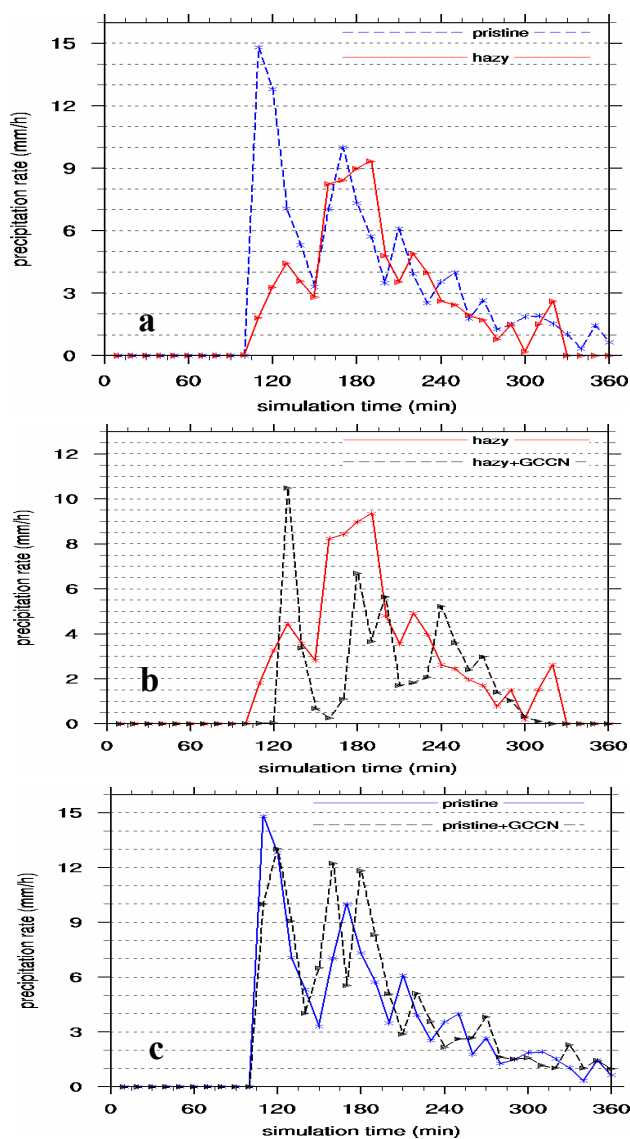 pristine
hazy
15
12
9
6
3
0
precipitation rate (mm/h)
a
0 60 120 180 240 300 360
simulation time (min)
hazy
hazy+GCCN
12
10
8
6
4
2
0
precipitation rate (mm/h)
b
0 60 120 180 240 300 360
simulation time (min)
pristine
pristine+GCCN
15
12
9
6
3
0
precipitation rate (mm/h)
c
0 60 120 180 240 300 360
simulation time (min)